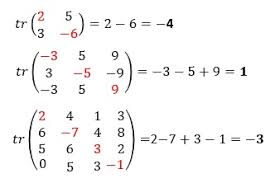 2 5
tr ( ) = 2 − 6 = −4
3 −6
−3 5 9
tr ( 3 −5 −9 ) = −3 − 5 + 9 = 1
−3 5 9
2 4 1 3
6 −7 4 8
tr ( ) =2−7 + 3 − 1 = −3
5 6 3 2
0 5 3 −1